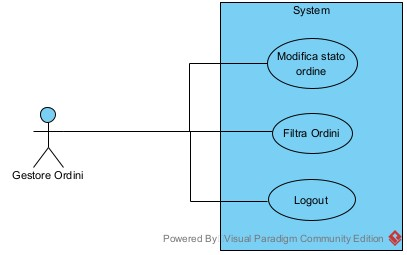 System
Modifica stato
ordine
Filtra Ordini
Gestore Ordini
Logout
Powered By Visual Paradigm Community Edition